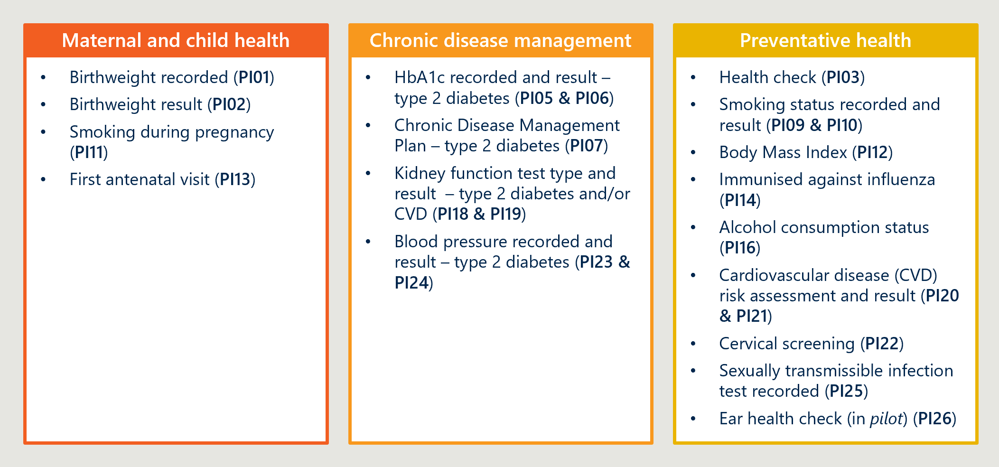 Maternal and child health
• Birthweight recorded (PI01)
• Birthweight result (PI02)
• Smoking during pregnancy
(PI11)
• First antenatal visit (PI13)
Chronic disease management
• HbA1c recorded and result –
type 2 diabetes (PI05 & PI06)
• Chronic Disease Management
Plan – type 2 diabetes (PI07)
• Kidney function test type and
result  – type 2 diabetes and/or
CVD (PI18 & PI19)
• Blood pressure recorded and
result – type 2 diabetes (PI23 &
PI24)
Preventative health
• Health check (PI03)
• Smoking status recorded and
result (PI09 & PI10)
• Body Mass Index (PI12)
• Immunised against influenza
(PI14)
• Alcohol consumption status
(PI16)
• Cardiovascular disease (CVD)
risk assessment and result (PI20
& PI21)
• Cervical screening (PI22)
• Sexually transmissible infection
test recorded (PI25)
• Ear health check (in pilot) (PI26)